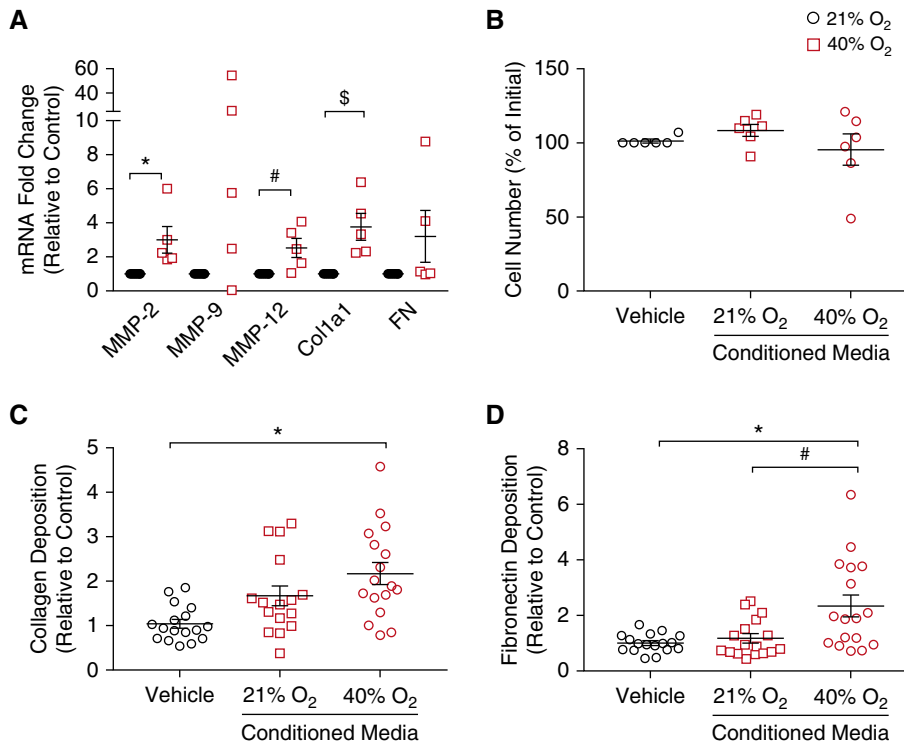 A
mRNA Fold Change
(Relative to Control)
60
40
20
10
8
6
4
2
0
*
#
$
MMP-2
MMP-9
MMP-12
Col1a1
FN
B
21% O2
40% O2
Cell Number (% of Initial)
150
100
50
0
Vehicle
21% O2
40% O2
Conditioned Media
C
Collagen Deposition
(Relative to Control)
5
4
3
2
1
0
*
Vehicle
21% O2
40% O2
Conditioned Media
D
Fibronectin Deposition
(Relative to Control)
8
6
4
2
0
*
#
Vehicle
21% O2
40% O2
Conditioned Media